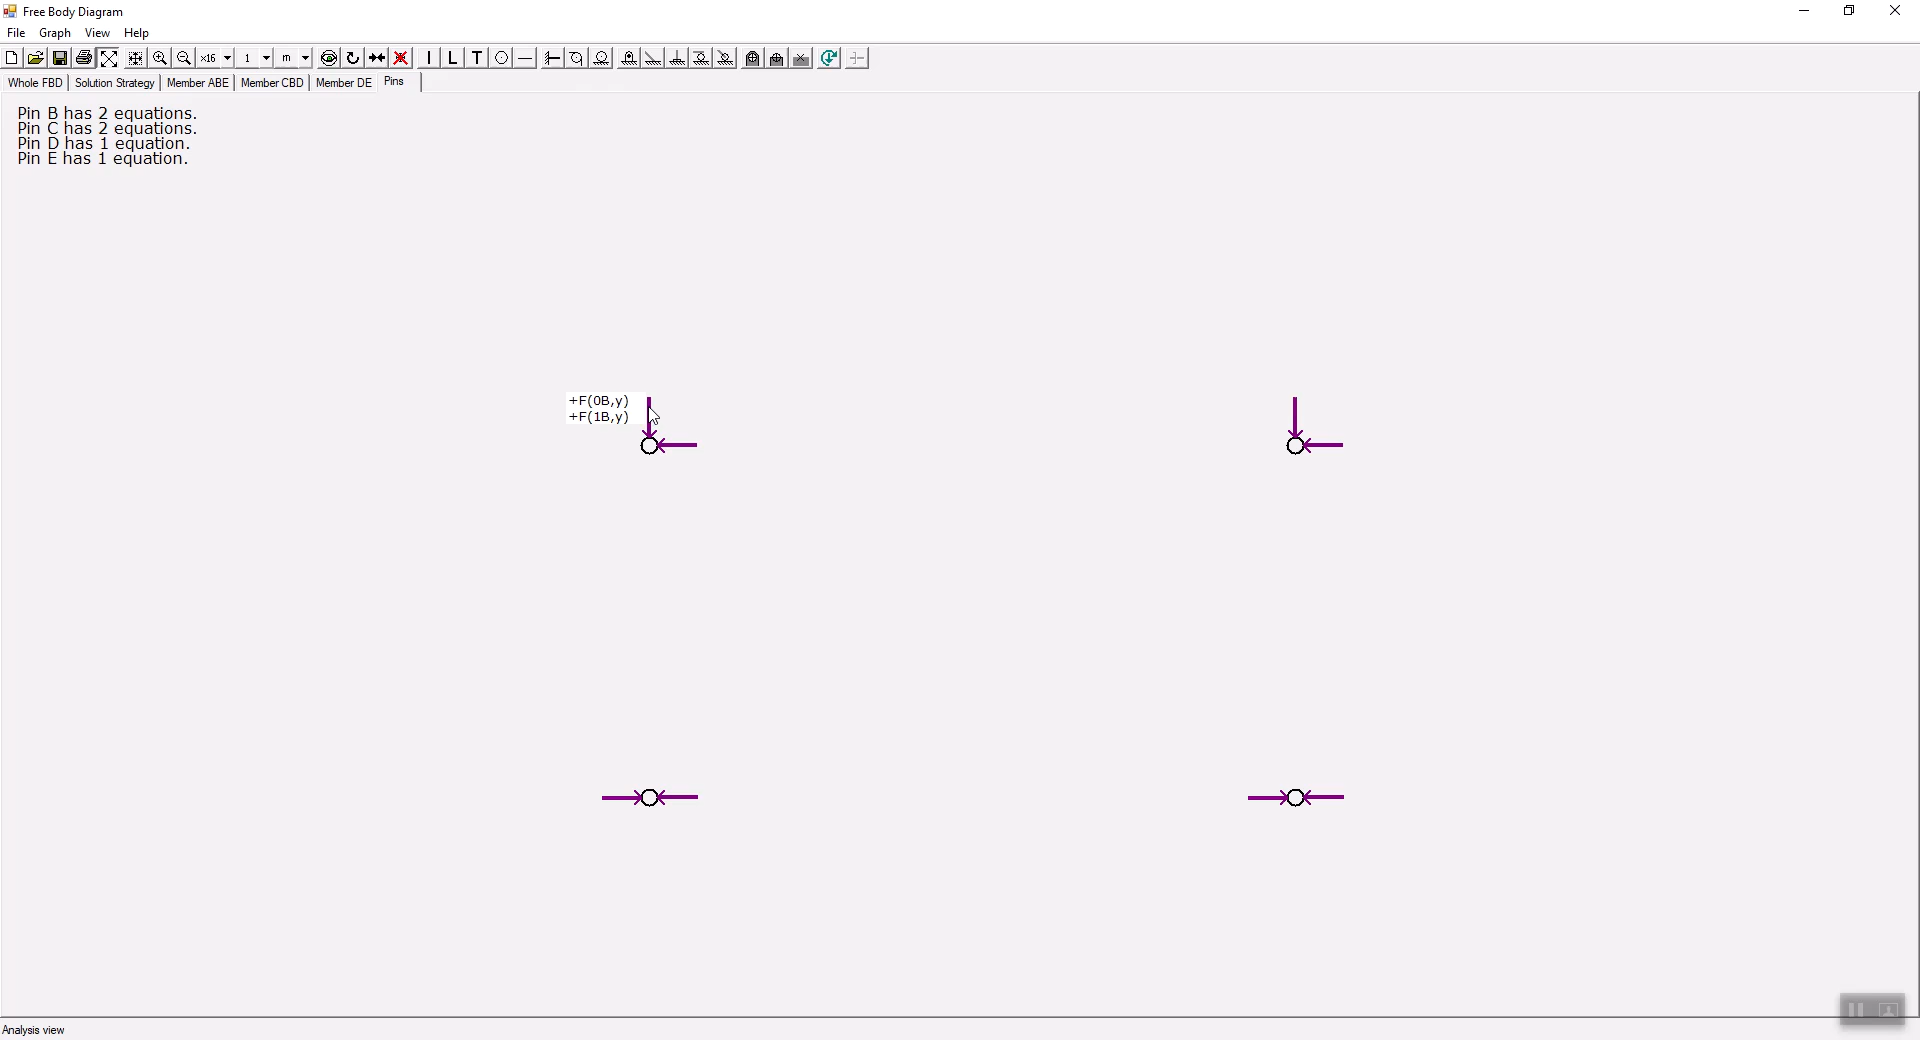 Free Body Diagram
File Graph View Help
x16 1 m
Whole FBD Solution Strategy Member ABE Member CBD Member DE Pins
Pin B has 2 equations.
Pin C has 2 equations.
Pin D has 1 equation.
Pin E has 1 equation.
+F(0B,y)
+F(1B,y)
Analysis view